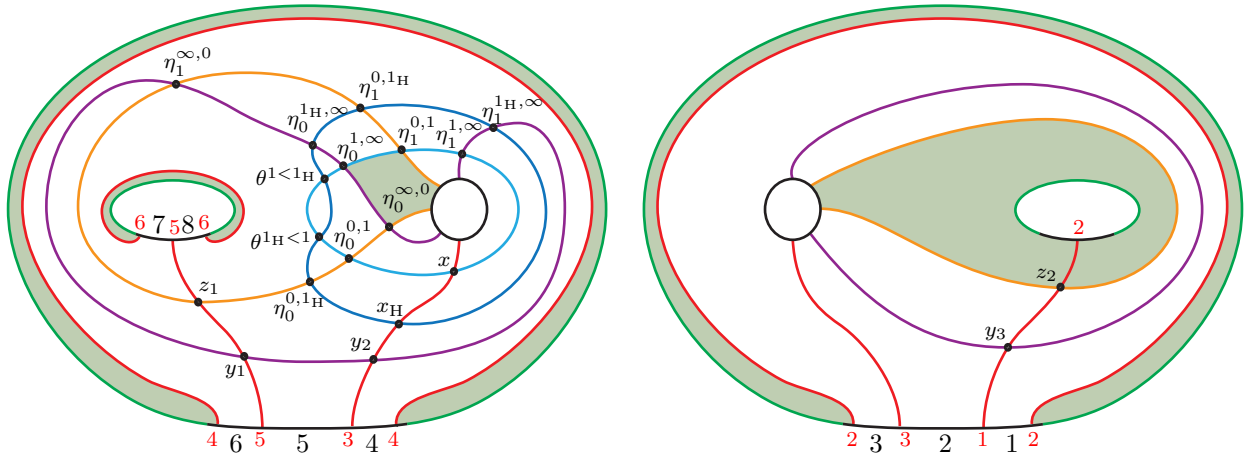 η₁^{∞,0}
η₁^{0,1_H}
η₀^{1_H,∞}
η₁^{1_H,∞}
η₀^{1,∞}
η₁^{0,1}
η₁^{1,∞}
θ^{1<1_H}
η₀^{∞,0}
6 7 5 8 6
2
θ^{1_H<1}
η₀^{0,1}
x
z₁
η₀^{0,1_H}
x_H
z₂
y₁
y₂
y₃
4 6 5 5 3 4 4
2 3 3 2 1 1 2